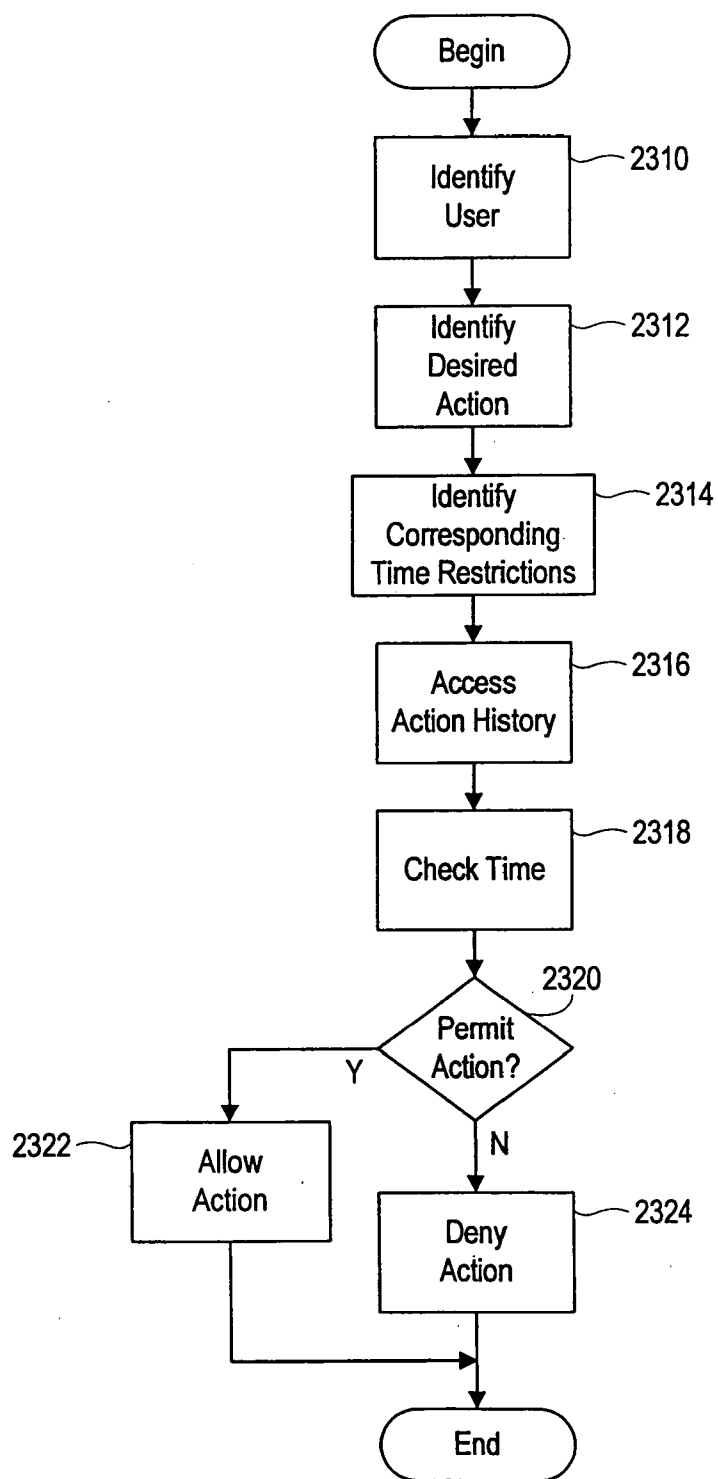 Begin
2310
Identify
User
2312
Identify
Desired
Action
2314
Identify
Corresponding
Time Restrictions
2316
Access
Action History
2318
Check Time
2320
Permit
Action?
Y
N
2322
Allow
Action
2324
Deny
Action
End